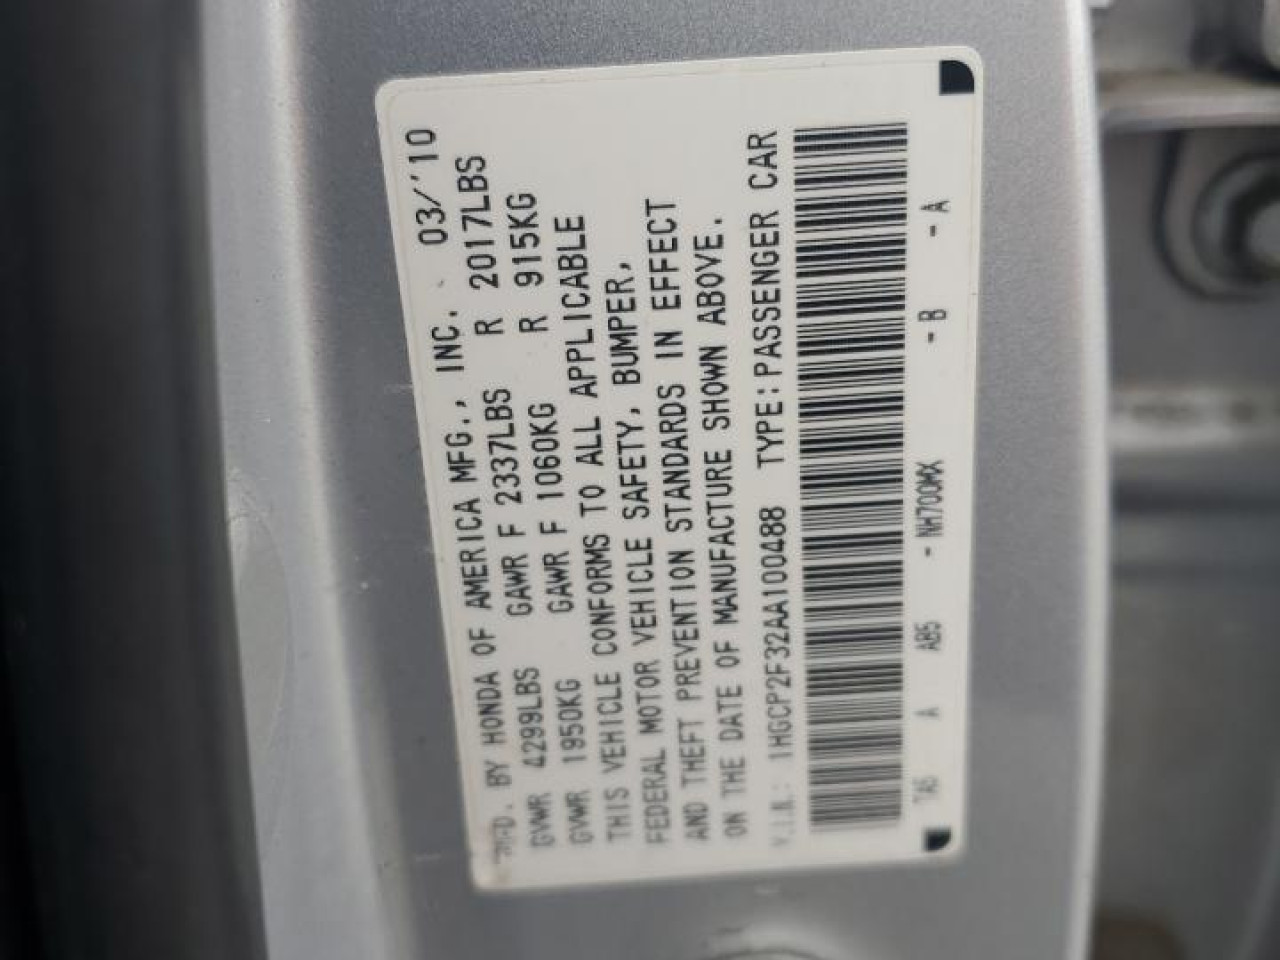 MFD. BY HONDA OF AMERICA MFG., INC. 03/'10
GVWR 4299LBS GAWR F 2337LBS R 2017LBS
GVWR 1950KG GAWR F 1060KG R 915KG
THIS VEHICLE CONFORMS TO ALL APPLICABLE
FEDERAL MOTOR VEHICLE SAFETY, BUMPER,
AND THEFT PREVENTION STANDARDS IN EFFECT
ON THE DATE OF MANUFACTURE SHOWN ABOVE.
V.I.N.: 1HGCP2F32AA100488 TYPE:PASSENGER CAR
TA5 A AB5 -NH700MX -B -A